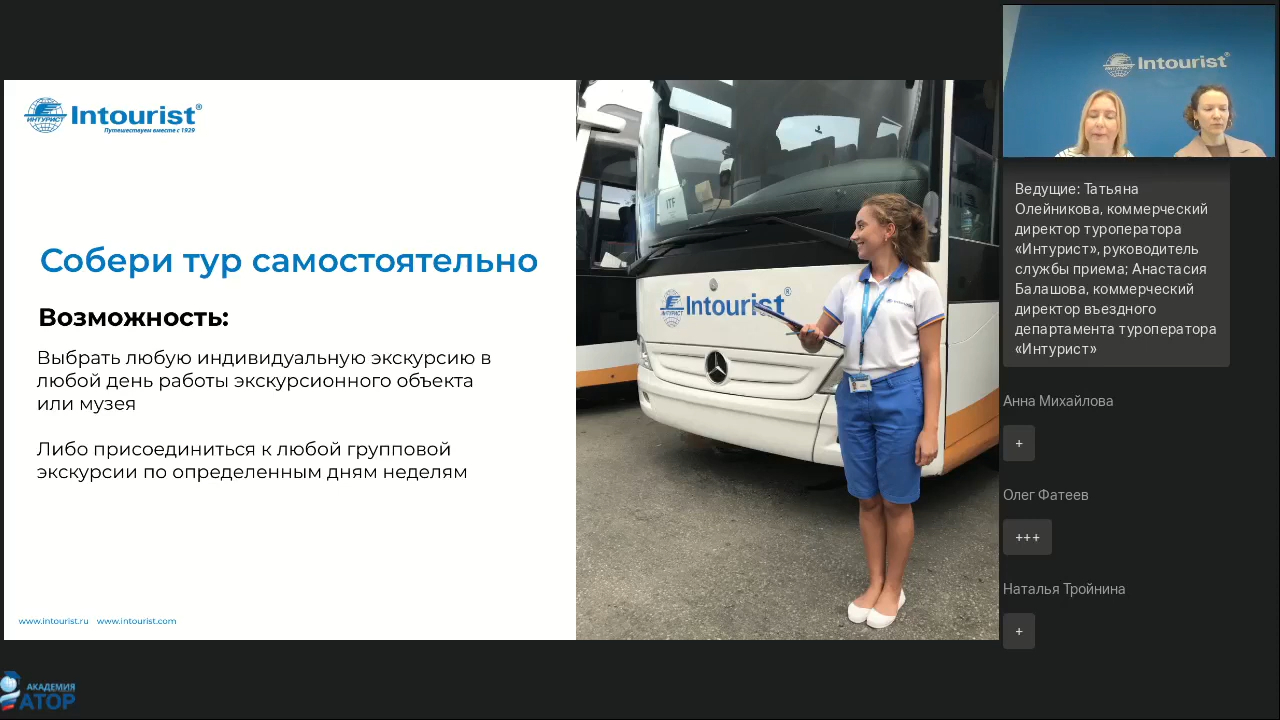 Intourist®
ИНТУРИСТ
Путешествуем вместе с 1929
Собери тур самостоятельно
Возможность:
Выбрать любую индивидуальную экскурсию в
любой день работы экскурсионного объекта
или музея
Либо присоединиться к любой групповой
экскурсии по определенным дням неделям
www.intourist.ru www.intourist.com
ITF
ИНТУРИСТ
Intourist®
ИНТУРИСТ
Intourist®
Ведущие: Татьяна
Олейникова, коммерческий
директор туроператора
«Интурист», руководитель
службы приема; Анастасия
Балашова, коммерческий
директор въездного
департамента туроператора
«Интурист»
Анна Михайлова
+
Олег Фатеев
+++
Наталья Тройнина
+
АКАДЕМИЯ
АТОР